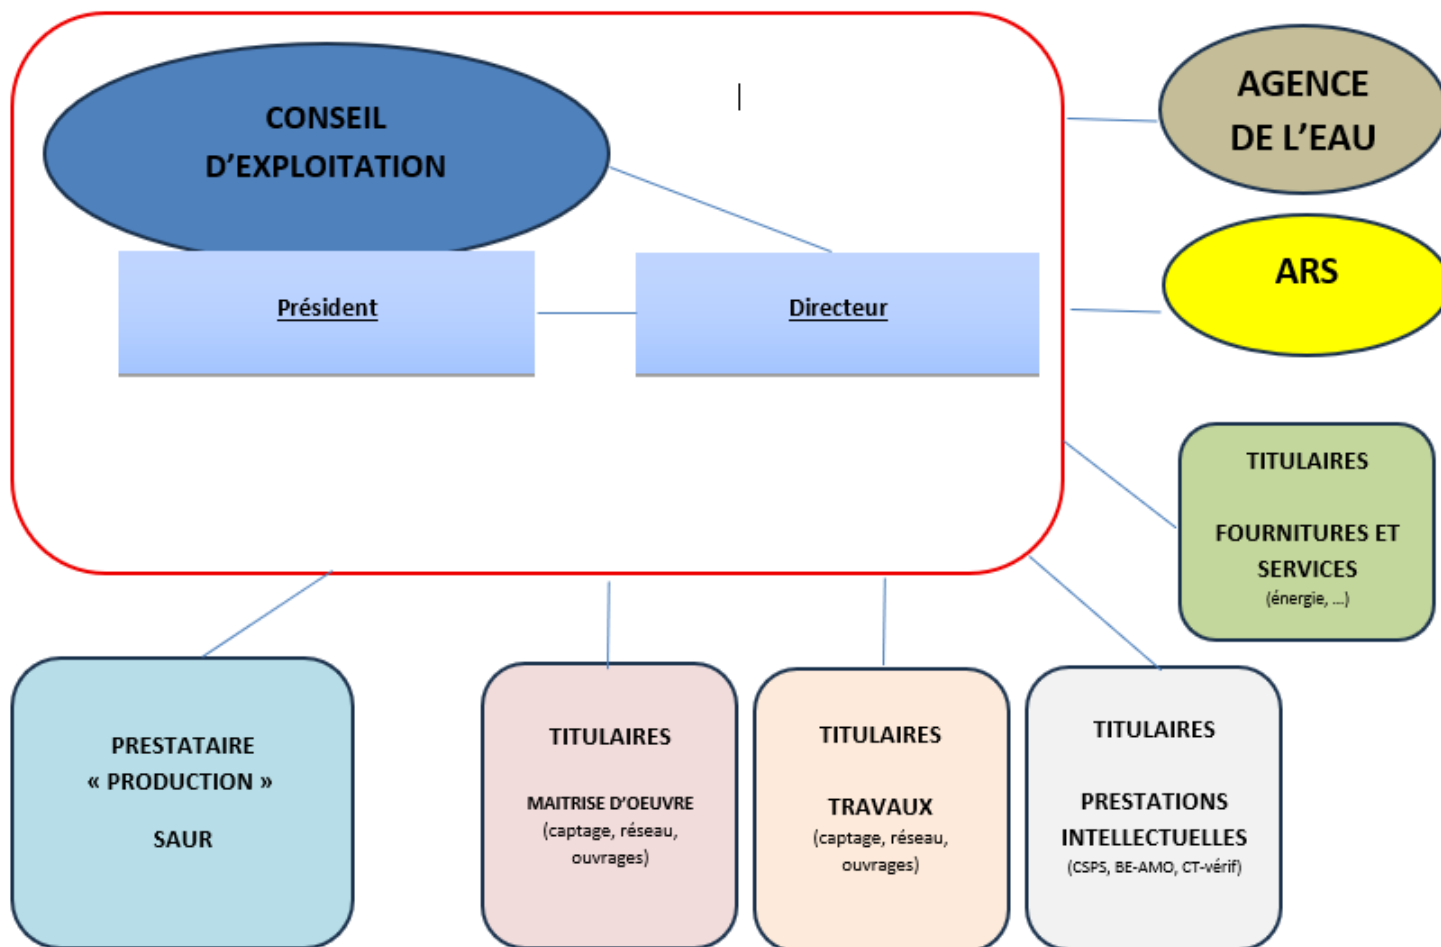 CONSEIL
D'EXPLOITATION
Président
Directeur
AGENCE
DE L’EAU
ARS
TITULAIRES
FOURNITURES ET
SERVICES
(énergie, ...)
PRESTATAIRE
« PRODUCTION »
SAUR
TITULAIRES
MAITRISE D’OEUVRE
(captage, réseau,
ouvrages)
TITULAIRES
TRAVAUX
(captage, réseau,
ouvrages)
TITULAIRES
PRESTATIONS
INTELLECTUELLES
(CSPS, BE-AMO, CT-vérif)